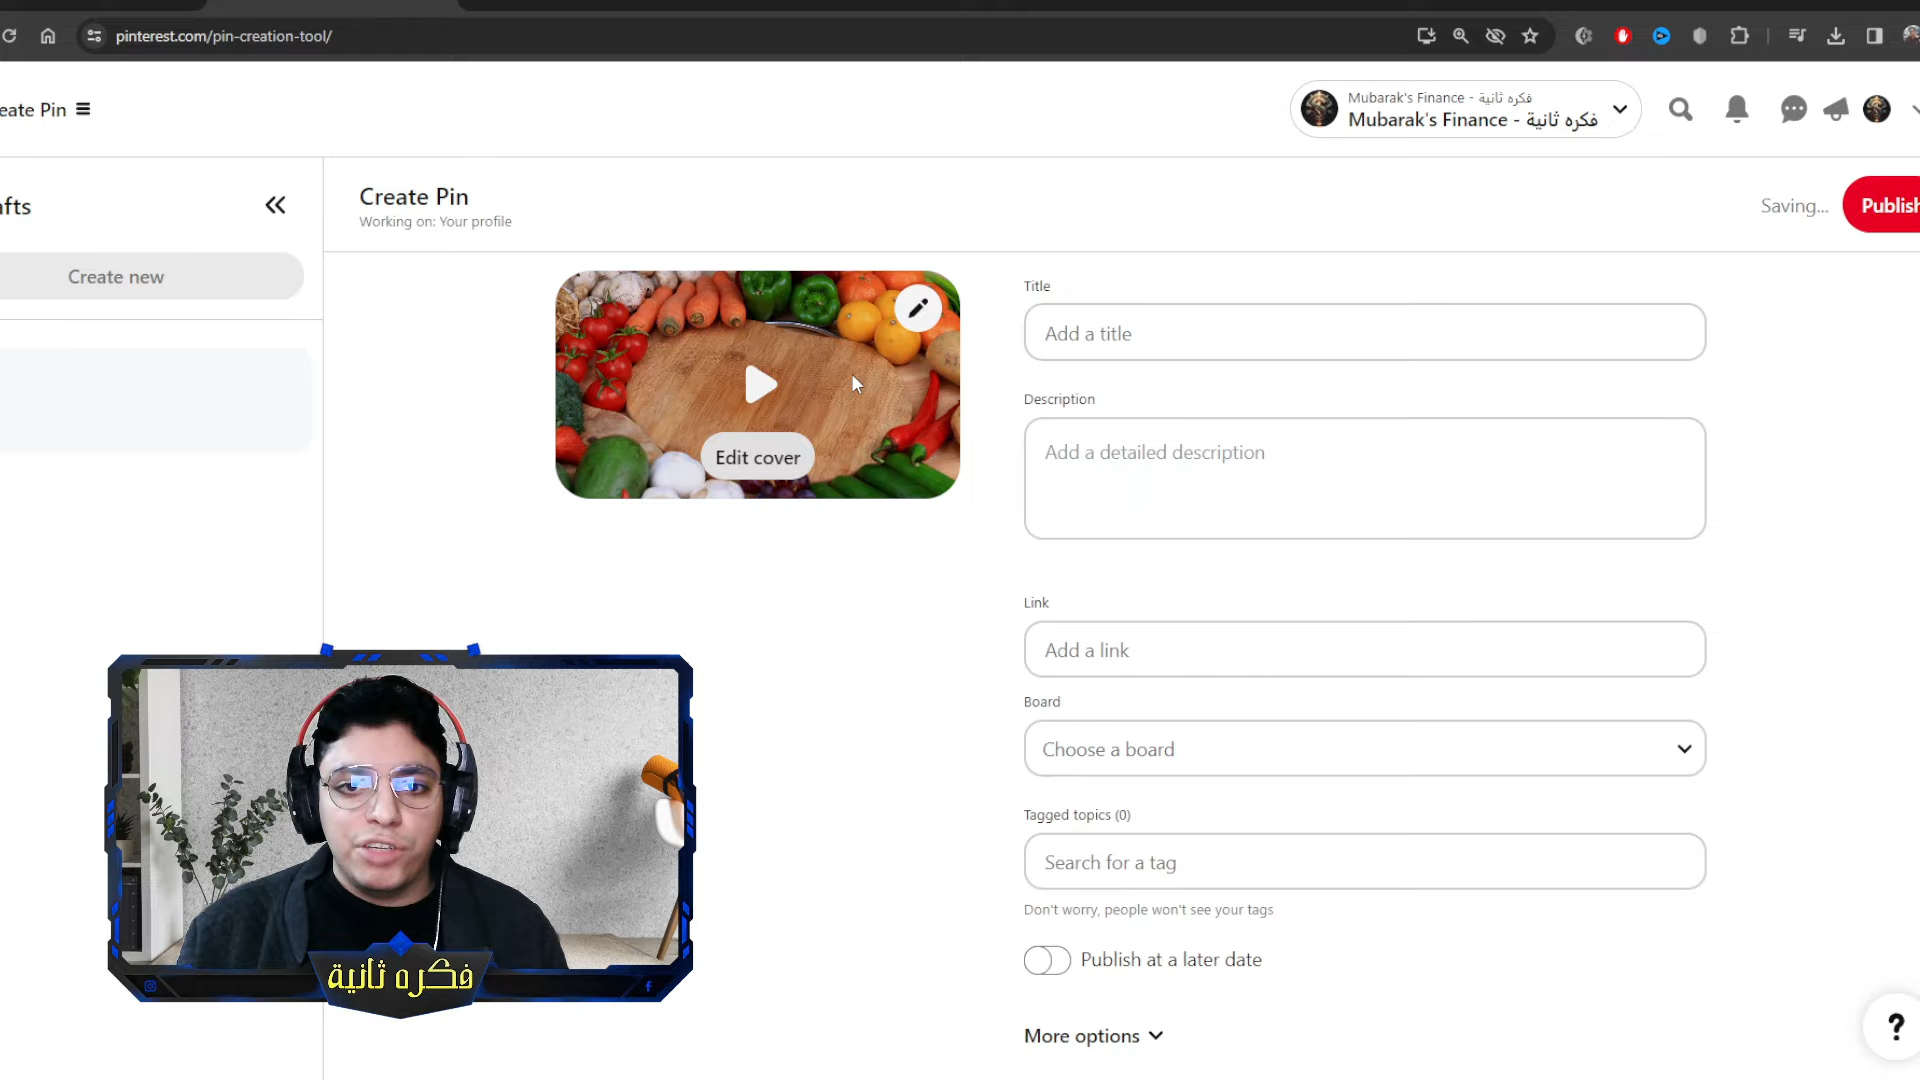 pinterest.com/pin-creation-tool/
eate Pin
Mubarak's Finance - فكره ثانية
Mubarak's Finance - فكره ثانية
afts
Create new
Create Pin
Working on: Your profile
Saving...
Publish
Edit cover
Title
Add a title
Description
Add a detailed description
Link
Add a link
Board
Choose a board
Tagged topics (0)
Search for a tag
Don't worry, people won't see your tags
Publish at a later date
More options
?
فكره ثانية